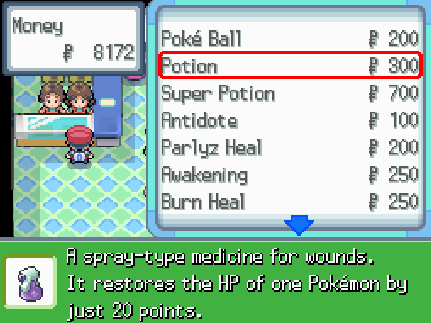 Money
₽ 8172
Poké Ball ₽ 200
Potion ₽ 300
Super Potion ₽ 700
Antidote ₽ 100
Parlyz Heal ₽ 200
Awakening ₽ 250
Burn Heal ₽ 250
A spray-type medicine for wounds.
It restores the HP of one Pokémon by
just 20 points.